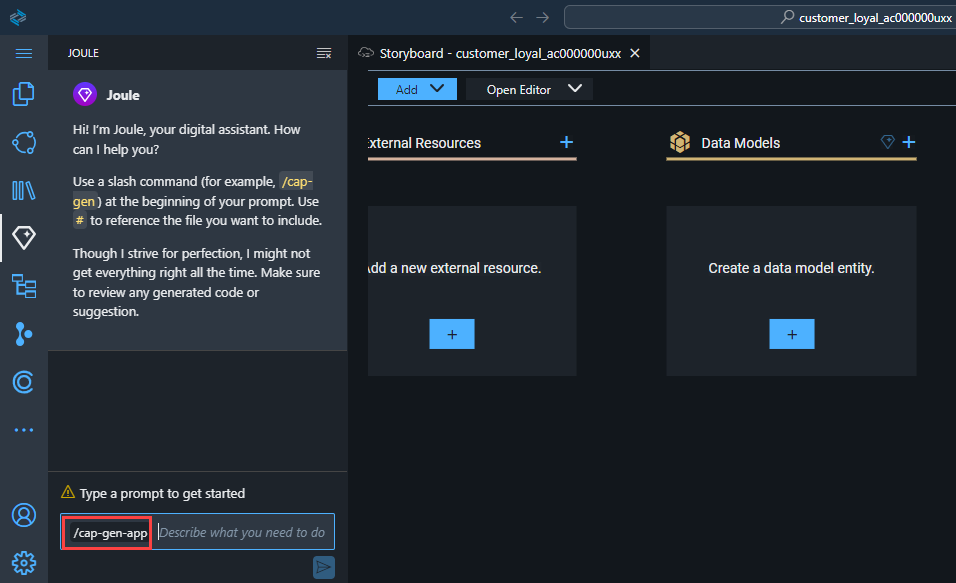 customer_loyal_ac000000uxx
JOULE
Storyboard - customer_loyal_ac000000uxx
Joule
Hi! I'm Joule, your digital assistant. How
can I help you?
Use a slash command (for example, /cap-
gen) at the beginning of your prompt. Use
# to reference the file you want to include.
Though I strive for perfection, I might not
get everything right all the time. Make sure
to review any generated code or
suggestion.
Type a prompt to get started
/cap-gen-app Describe what you need to do
Add
Open Editor
External Resources
Data Models
Add a new external resource.
Create a data model entity.